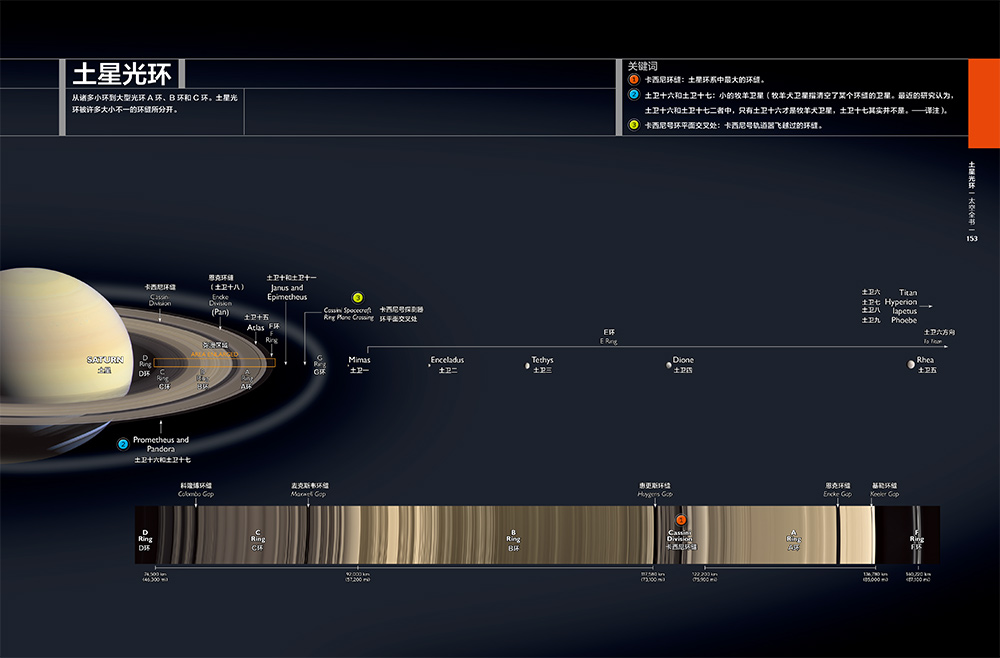 土星光环
从诸多小环到大型光环 A 环、B 环和 C 环。土星光
环被许多大小不一的环缝所分开。
关键词
1 卡西尼环缝：土星环系中最大的环缝。
2 土卫十六和土卫十七：小的牧羊卫星（牧羊犬卫星指清空了某个环缝的卫星。最近的研究认为，
土卫十六和土卫十七二者中，只有土卫十六才是牧羊犬卫星，土卫十七其实并不是。——译注）。
3 卡西尼号环平面交叉处：卡西尼号轨道器飞越过的环缝。
土星光环—太空全书—
153
卡西尼环缝
Cassini
Division
恩克环缝
（土卫十八）
Encke
Division
(Pan)
土卫十和土卫十一
Janus and
Epimetheus
土卫十五
Atlas
F环
F
Ring
3
Cassini Spacecraft
Ring Plane Crossing
卡西尼号探测器
环平面交叉处
土卫六 Titan
土卫七 Hyperion
土卫八 Iapetus
土卫九 Phoebe
土卫六方向
To Titan
E环
E Ring
SATURN
土星
AREA ENLARGED
D
Ring
D环
C
Ring
C环
B
Ring
B环
A
Ring
A环
G
Ring
G环
Mimas
土卫一
Enceladus
土卫二
Tethys
土卫三
Dione
土卫四
Rhea
土卫五
2
Prometheus and
Pandora
土卫十六和土卫十七
科隆博环缝
Colombo Gap
麦克斯韦环缝
Maxwell Gap
惠更斯环缝
Huygens Gap
恩克环缝
Encke Gap
基勒环缝
Keeler Gap
D
Ring
D环
C
Ring
C环
B
Ring
B环
1
Cassini
Division
卡西尼环缝
A
Ring
A环
F
Ring
F环
74,500 km
(46,300 mi)
92,000 km
(57,200 mi)
117,580 km
(73,100 mi)
122,200 km
(75,900 mi)
136,780 km
(85,000 mi)
140,220 km
(87,100 mi)